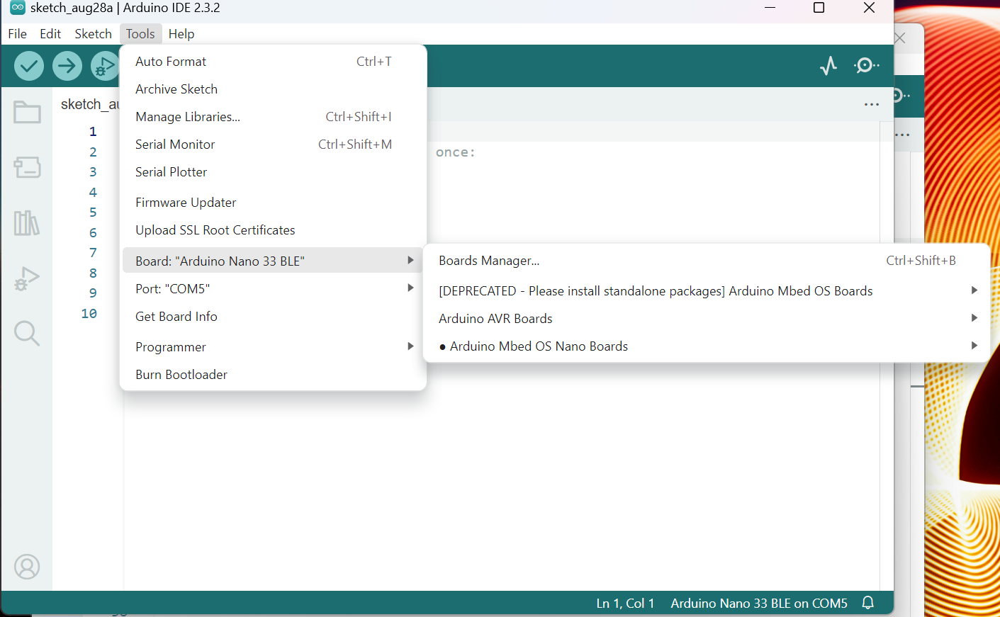 sketch_aug28a | Arduino IDE 2.3.2
File Edit Sketch Tools Help
Auto Format Ctrl+T
Archive Sketch
Manage Libraries... Ctrl+Shift+I
Serial Monitor Ctrl+Shift+M
Serial Plotter
Firmware Updater
Upload SSL Root Certificates
Board: "Arduino Nano 33 BLE"
Port: "COM5"
Get Board Info
Programmer
Burn Bootloader
Boards Manager... Ctrl+Shift+B
[DEPRECATED - Please install standalone packages] Arduino Mbed OS Boards
Arduino AVR Boards
● Arduino Mbed OS Nano Boards
sketch_au
1
2 once:
3
4
5
6
7
8
9
10
Ln 1, Col 1 Arduino Nano 33 BLE on COM5